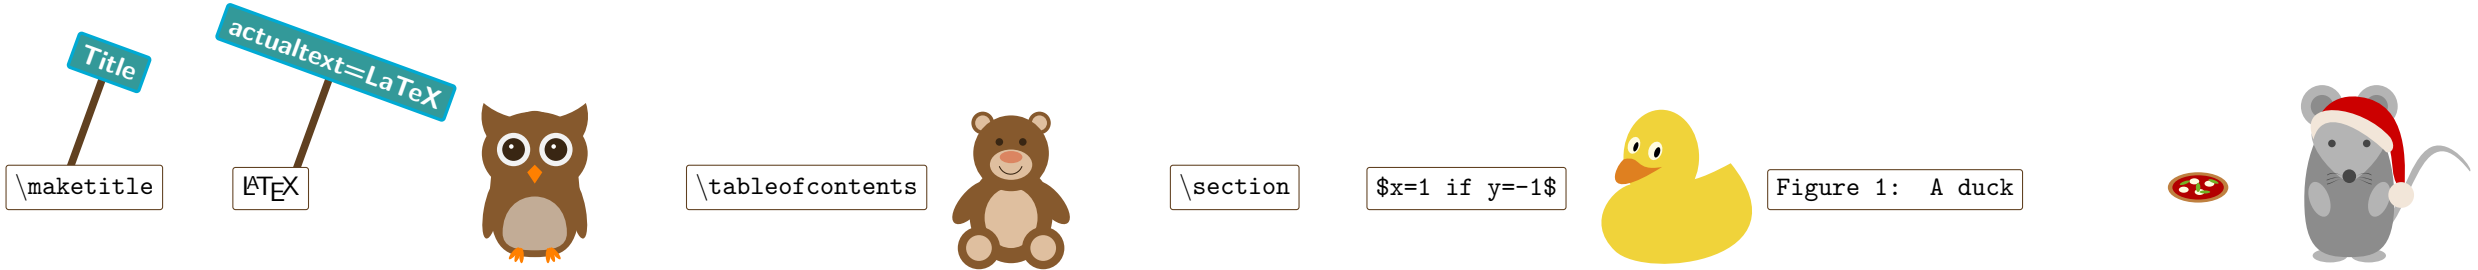 Title
actualtext=LaTeX
\maketitle
LATEX
\tableofcontents
\section
$x=1 if y=-1$
Figure 1: A duck